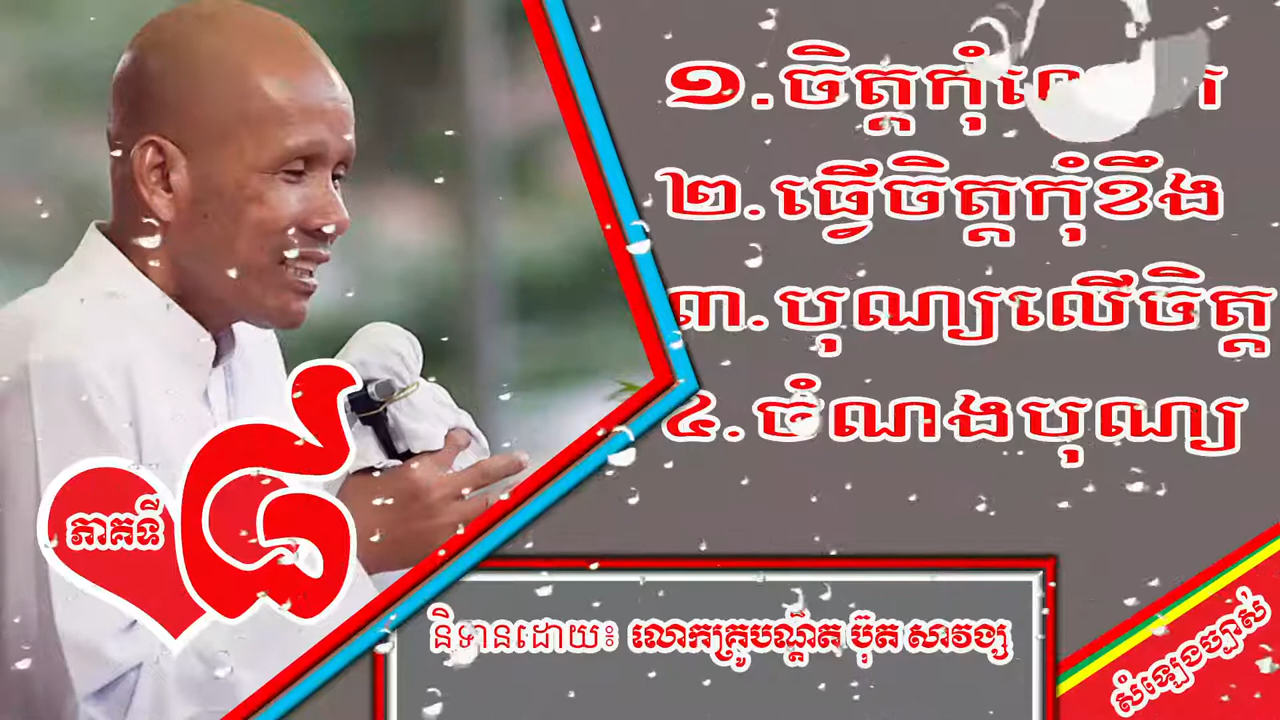 ១.ចិត្តកុំ
២.ធ្វើចិត្តកុំខឹង
៣.បុណ្យលើចិត្ត
៤.ចំណងបុណ្យ
ភាគទី
៨
និទានដោយ៖ លោកគ្រូបណ្ឌិត ប៊ុត សាវង្ស
សំឡេងច្បាស់